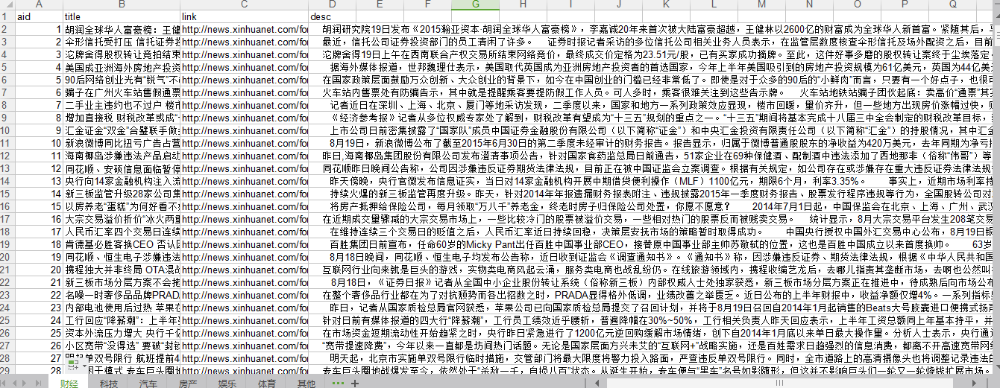 A B C D E F G H I J K L M N O P Q
1 aid title link desc
2 1 胡润全球华人富豪榜：王健 http://news.xinhuanet.com/for 胡润研究院19日发布《2015翰亚资本·胡润全球华人富豪榜》，李嘉诚20年来首次被大陆富豪超越，王健林以2600亿的财富成为全球华人新首富。紧随其后，
3 2 伞形信托受打压 信托证券 http://news.xinhuanet.com/for 最近，信托公司证券投资部门的员工清闲了许多。 证券时报记者采访的多位信托公司相关业务人员表示，在监管层数度核查伞形信托及场外配资之后，目前
4 3 沱牌舍得股权转让竞拍结束 http://news.xinhuanet.com/for 沱牌舍得19日上午在西南联合产权交易所结束网络竞价，最终成交价定格为23.51元/股，已有买家成功摘牌。至此，这件好事多磨的股权转让案终于尘埃落定
5 4 美国成亚洲房地产投资 http://news.xinhuanet.com/for 据海外媒体报道，世邦魏理仕表示，美国取代英国成为亚洲房地产投资者的首选国家，今年上半年美国吸引到的房地产投资规模为61亿美元，英国为44亿美
6 5 90后网络创业光有“锐气”不 http://news.xinhuanet.com/for 在国家政策层面鼓励万众创新、大众创业的背景下，如今在中国创业的门槛已经非常低了。即使是对于众多的90后的“小鲜肉”而言，只要有一个好点子，也很可
7 6 骗子在广州火车站售假通票 http://news.xinhuanet.com/for 火车站内售票处有防骗告示，其中就是提醒乘客要提防假工作人员。可人多时，乘客很难关注到这些告示牌。 火车站地铁站骗子团伙起底：卖高价“通票”其
8 7 二手业主违约也不过户 楼市 http://news.xinhuanet.com/for 记者近日在深圳、上海、北京、厦门等地采访发现，二季度以来，国家和地方一系列政策效应显现，楼市回暖，量价齐升，但一些地方出现房价涨幅过快，
9 8 增加直接税 财税改革或成“ http://news.xinhuanet.com/for 《经济参考报》记者从多位权威专家处了解到，财税改革有望成为“十三五”规划的重点之一。“十三五”期间将基本完成十八届三中全会制定的财税改革目标，
10 9 汇金证金“双金”合璧联手做 http://news.xinhuanet.com/for 上市公司日前密集披露了“国家队”成员中国证券金融股份有限公司（以下简称“证金”）和中央汇金投资有限责任公司（以下简称“汇金”）的持股情况，其中汇金
11 10 新浪微博同比扭亏广告占营 http://news.xinhuanet.com/for 8月19日，新浪微博公布了截至2015年6月30日的第二季度未经审计的财务报告。报告显示，归属于微博普通股股东的净收益为420万美元，去年同期为净亏
12 11 海南椰岛涉嫌违法产品启动 http://news.xinhuanet.com/for 昨日,海南椰岛集团股份有限公司发布澄清事项公告，针对国家食药监总局日前通告，51家企业在69种保健酒、配制酒中违法添加了西地那非（俗称“伟哥”）等
13 12 同花顺、安硕信息面临暂停 http://news.xinhuanet.com/for 同花顺昨日晚间公告称，公司因涉嫌违反证券期货法律法规，目前正在被中国证监会立案调查。根据有关规定，如公司存在或涉嫌存在重大违反证券法律法规
14 13 央行向14家金融机构注入流 http://news.xinhuanet.com/for 昨天傍晚，央行官微发布信息证实，当日对14家金融机构开展中期借贷便利操作（MLF）1100亿元，期限6个月，利率3.35%。 事实上，近期市场利率持
15 14 新三板监管升级28家公司集 http://news.xinhuanet.com/for 持续火爆的新三板监管再度升级。昨天，针对2014年年报遗漏财务报表附注、违规披露2015年一季度财务报告、股票发行程序违规等行为，全国股转公司对
16 15 以房养老“蛋糕”为何好看不 http://news.xinhuanet.com/for 将房产抵押给保险公司，每月领取“万八千”养老金，终老时房子归保险公司处置，你愿不愿意？ 2014年7月1日起，中国保监会在北京、上海、广州、武汉
17 16 大宗交易溢价折价“冰火两重 http://news.xinhuanet.com/for 在近期成交量骤减的大宗交易市场上，一些比较冷门的股票被溢价交易，一些相对热门的股票反而被贱卖交易。 统计显示，8月大宗交易平台发生208笔交易
18 17 人民币汇率四个交易日连续 http://news.xinhuanet.com/for 在维持连续三个交易日的贬值之后，人民币汇率近日持续回稳，决策层安抚市场的策略暂时取得成功。 中国央行授权中国外汇交易中心公布，8月19日银
19 18 肯德基必胜客换CEO 否认 http://news.xinhuanet.com/for 百胜集团日前宣布，任命60岁的Micky Pant出任百胜中国事业部CEO，接替原中国事业部主帅苏敬轼的位置，这也是百胜中国成立以来首度换帅。 63岁
20 19 同花顺、恒生电子涉嫌违法 http://news.xinhuanet.com/for 8月18日晚间，同花顺、恒生电子均发布公告称，近日收到证监会《调查通知书》。《通知书》称，因涉嫌违反证券、期货法律法规，根据《中华人民共和国
21 20 携程独大并非终局 OTA混战 http://news.xinhuanet.com/for 互联网行业向来就是巨头的游戏，实物类电商风起云涌，服务类电商也战乱纷仍。在线旅游领域内，携程收编艺龙后，去哪儿指责其垄断市场，去啊也公然叫
22 21 新三板市场分层方案不会拖 http://news.xinhuanet.com/for 8月18日，《证券日报》记者从全国中小企业股份转让系统（俗称新三板）内部权威人士处独家获悉，新三板市场分层方案正在推进中，待成熟后向市场公布
23 22 名噪一时奢侈品品牌PRADA http://news.xinhuanet.com/for 在整个奢侈品行业都在为了对抗颓势而各出招数之时，PRADA显得格外低调，业绩改善乏善可陈。近日公布的上半年财报中，收益净额仅增4%。一系列指标
24 23 内部电池使用后过热 苹果在 http://news.xinhuanet.com/for 昨日，记者从国家质检总局官网获悉，苹果公司已向国家质检总局提交了召回计划，并将于8月19日召回自2014年1月起销售的Beats大号胶囊进口便携式扬
25 24 工行回应“降薪潮”：上半年 http://news.xinhuanet.com/for 针对日前有媒体报道的四大行“降薪潮”，工行员工绩效近乎腰斩，普遍降幅在30%~50%，工行相关负责人昨天回应表示，上半年工资总额同上年基本持平，并
26 25 资本外流压力增大 央行千亿 http://news.xinhuanet.com/for 在市场资金短期流动性开始趋紧之时，央行昨日紧急进行了1200亿元逆回购缓解市场情绪，创下自2014年1月底以来单日最大操作量。分析人士表示，央行通
27 26 小区宽带“没得选” 要破“封 http://news.xinhuanet.com/for “宽带提速降费”，今年以来一直都是坊间热门话题。无论是国家层面方兴未艾的“互联网+”战略实施，还是百姓需求日趋强烈的信息消费，都离不开高速宽带网
28 27 明起单双号限行 航班提前4 http://news.xinhuanet.com/for 明天起，北京市实施单双号限行临时措施，交管部门将最大限度将警力投入路面，严查违反单双号限行。同时，全市道路上的高清摄像头也将调整记录违法的
29 28 http://news.xinhuanet.com/for 专车巨头圈地战爆发至今，依然处于“杀敌一千，自损八百”状态。从诞生开始，专车便与“黑车”名号如影随形，但这并不影响巨头们一轮又一轮烧钱扩展市场。
财经 科技 汽车 房产 娱乐 体育 其他 ··· +